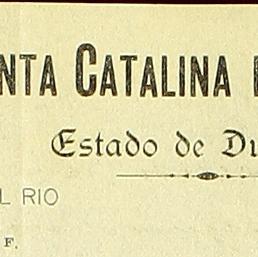 NTA CATALINA
Estado de Du
L RIO
F.